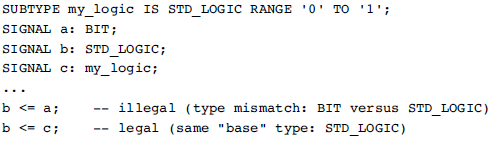 SUBTYPE my_logic IS STD_LOGIC RANGE '0' TO '1';
SIGNAL a: BIT;
SIGNAL b: STD_LOGIC;
SIGNAL c: my_logic;
...
b <= a;    -- illegal (type mismatch: BIT versus STD_LOGIC)
b <= c;    -- legal (same "base" type: STD_LOGIC)